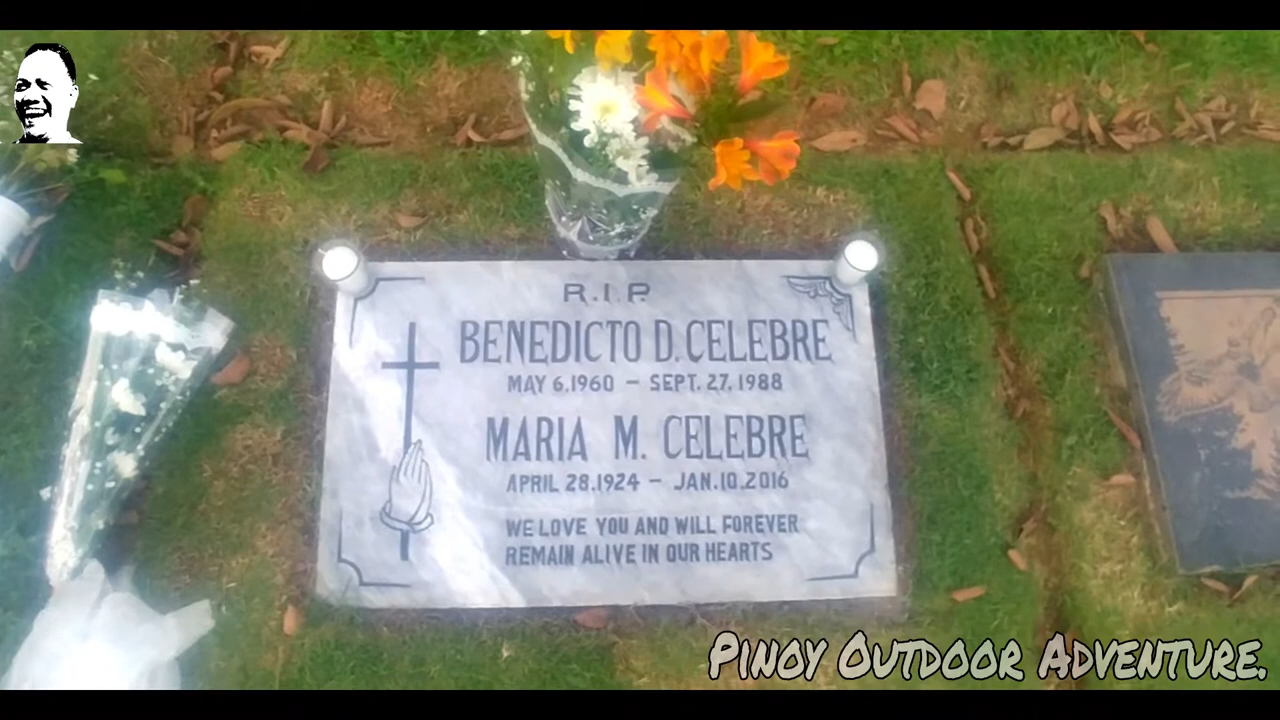 R.I.P.
BENEDICTO D. CELEBRE
MAY 6,1960 – SEPT. 27, 1988
MARIA M. CELEBRE
APRIL 28,1924 – JAN.10,2016
WE LOVE YOU AND WILL FOREVER
REMAIN ALIVE IN OUR HEARTS
PINOY OUTDOOR ADVENTURE.